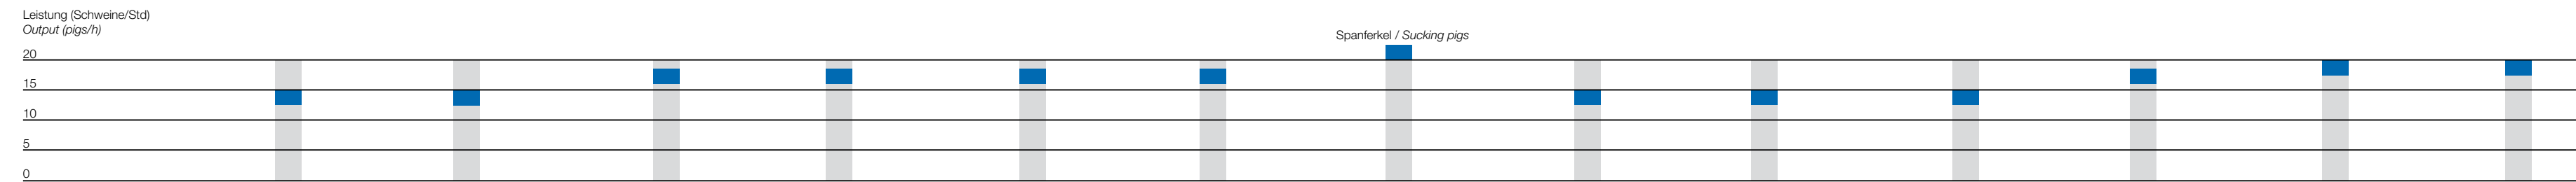 Leistung (Schweine/Std)
Output (pigs/h)
Spanferkel / Sucking pigs
20
15
10
5
0